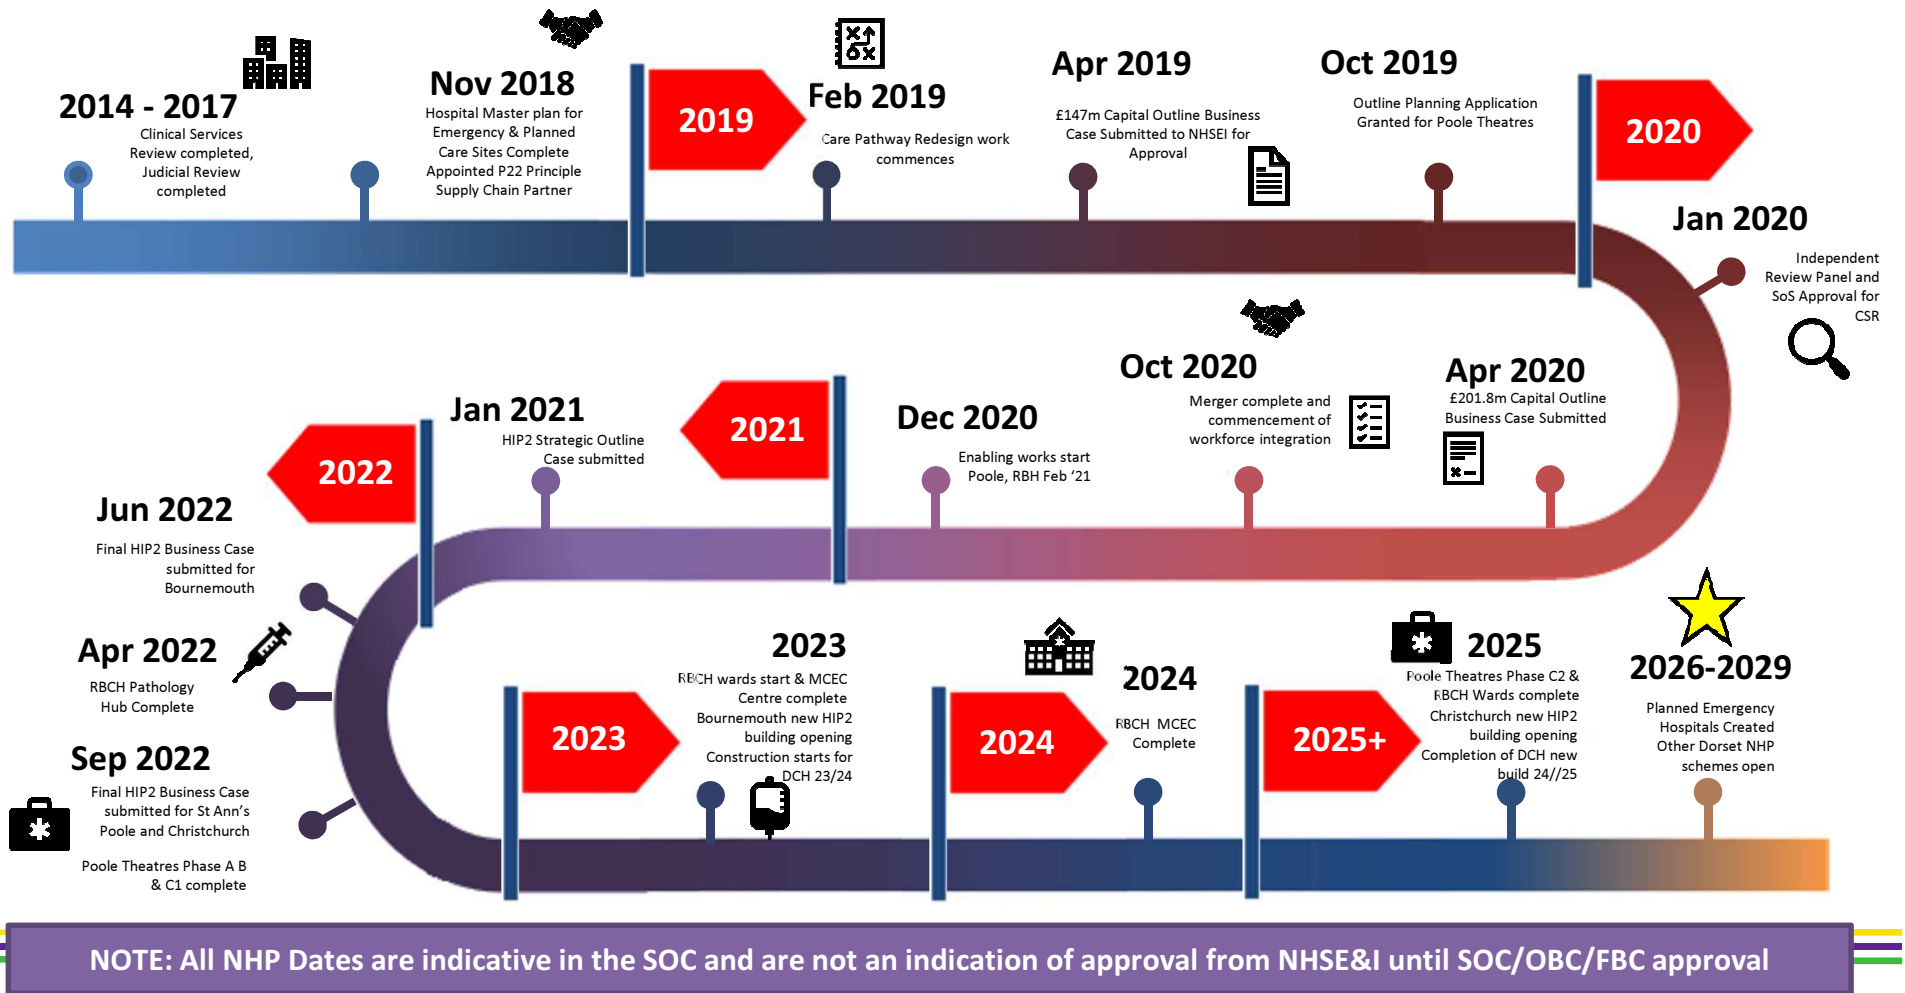 2014 - 2017
Clinical Services
Review completed,
Judicial Review
completed
Nov 2018
Hospital Master plan for
Emergency & Planned
Care Sites Complete
Appointed P22 Principle
Supply Chain Partner
2019
Feb 2019
Care Pathway Redesign work
commences
Apr 2019
£147m Capital Outline Business
Case Submitted to NHSEI for
Approval
Oct 2019
Outline Planning Application
Granted for Poole Theatres
2020
Jan 2020
Independent
Review Panel and
SoS Approval for
CSR
Apr 2020
£201.8m Capital Outline
Business Case Submitted
Oct 2020
Merger complete and
commencement of
workforce integration
Dec 2020
Enabling works start
Poole, RBH Feb ‘21
2021
Jan 2021
HIP2 Strategic Outline
Case submitted
2022
Jun 2022
Final HIP2 Business Case
submitted for
Bournemouth
Apr 2022
RBCH Pathology
Hub Complete
Sep 2022
Final HIP2 Business Case
submitted for St Ann’s
Poole and Christchurch
Poole Theatres Phase A B
& C1 complete
2023
2023
RBCH wards start & MCEC
Centre complete
Bournemouth new HIP2
building opening
Construction starts for
DCH 23/24
2024
2024
RBCH MCEC
Complete
2025+
2025
Poole Theatres Phase C2 &
RBCH Wards complete
Christchurch new HIP2
building opening
Completion of DCH new
build 24//25
2026-2029
Planned Emergency
Hospitals Created
Other Dorset NHP
schemes open
NOTE: All NHP Dates are indicative in the SOC and are not an indication of approval from NHSE&I until SOC/OBC/FBC approval